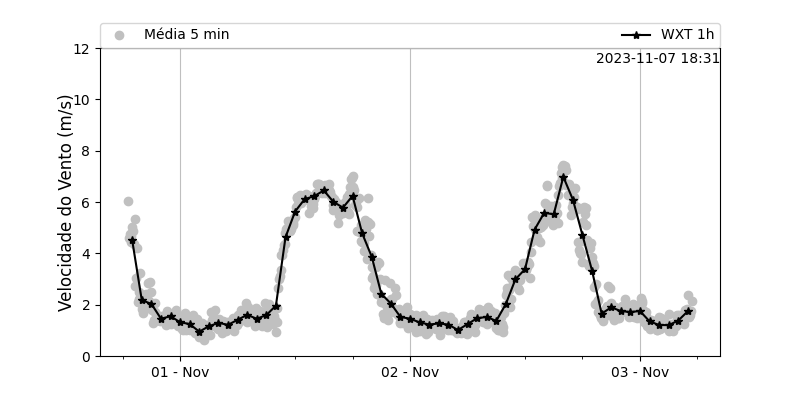 Média 5 min
WXT 1h
2023-11-07 18:31
Velocidade do Vento (m/s)
12
10
8
6
4
2
0
01 - Nov
02 - Nov
03 - Nov